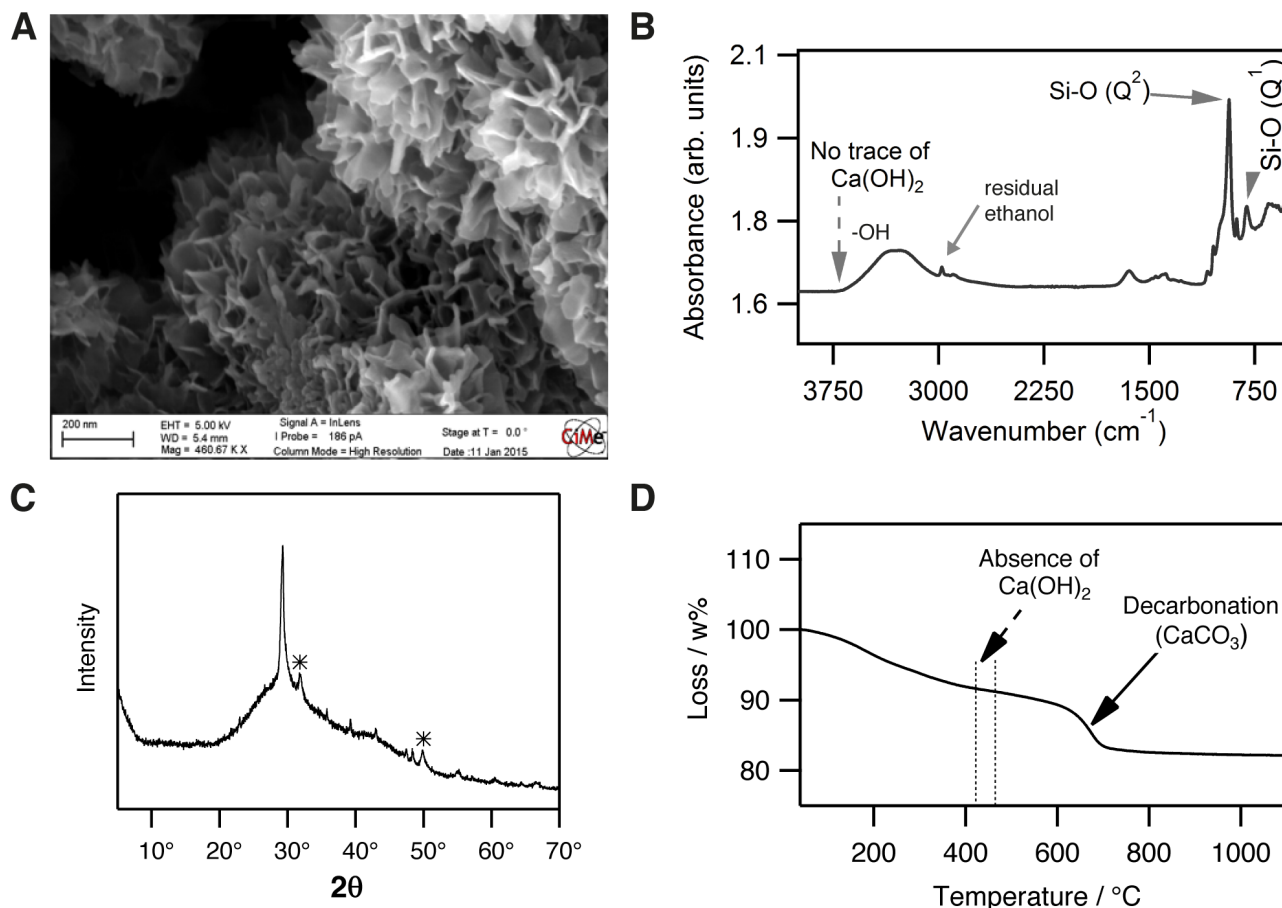 A
200 nm
EHT = 5.00 kV
WD = 5.4 mm
Mag = 460.67 K X
Signal A = InLens
I Probe = 186 pA
Column Mode = High Resolution
Stage at T = 0.0 °
Date :11 Jan 2015
CiMe
B
Absorbance (arb. units)
2.1
1.9
1.8
1.6
Si-O (Q²)
Si-O (Q¹)
No trace of
Ca(OH)₂
-OH
residual
ethanol
3750 3000 2250 1500 750
Wavenumber (cm⁻¹)
C
Intensity
*
*
10° 20° 30° 40° 50° 60° 70°
2θ
D
Loss / w%
110
100
90
80
Absence of
Ca(OH)₂
Decarbonation
(CaCO₃)
200 400 600 800 1000
Temperature / °C